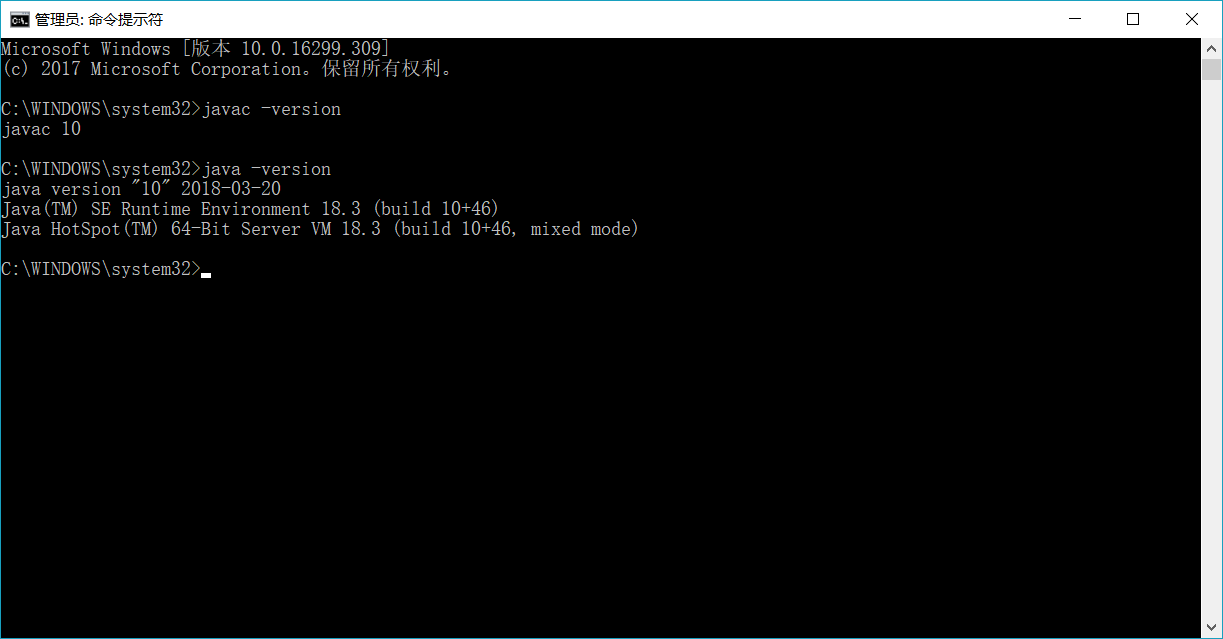 管理员: 命令提示符
Microsoft Windows [版本 10.0.16299.309]
(c) 2017 Microsoft Corporation。保留所有权利。
C:\WINDOWS\system32>javac -version
javac 10
C:\WINDOWS\system32>java -version
java version "10" 2018-03-20
Java(TM) SE Runtime Environment 18.3 (build 10+46)
Java HotSpot(TM) 64-Bit Server VM 18.3 (build 10+46, mixed mode)
C:\WINDOWS\system32>